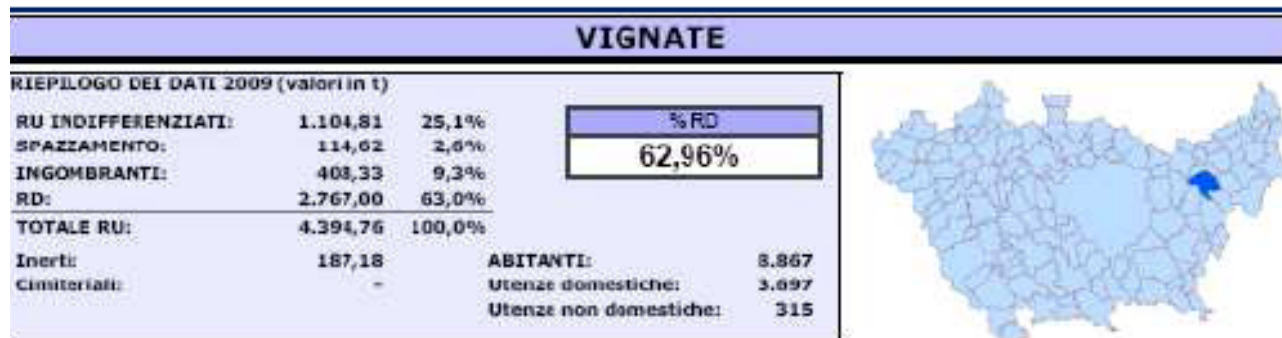 VIGNATE
RIEPILOGO DEI DATI 2009 (valori in t)
RU INDIFFERENZIATI: 1.104,81 25,1%
SPAZZAMENTO: 114,62 2,6%
INGOMBRANTI: 408,33 9,3%
RD: 2.767,00 63,0%
TOTALE RU: 4.394,76 100,0%
% RD
62,96%
Inerti: 187,18
Cimiteriali: -
ABITANTI: 8.867
Utenze domestiche: 3.697
Utenze non domestiche: 315